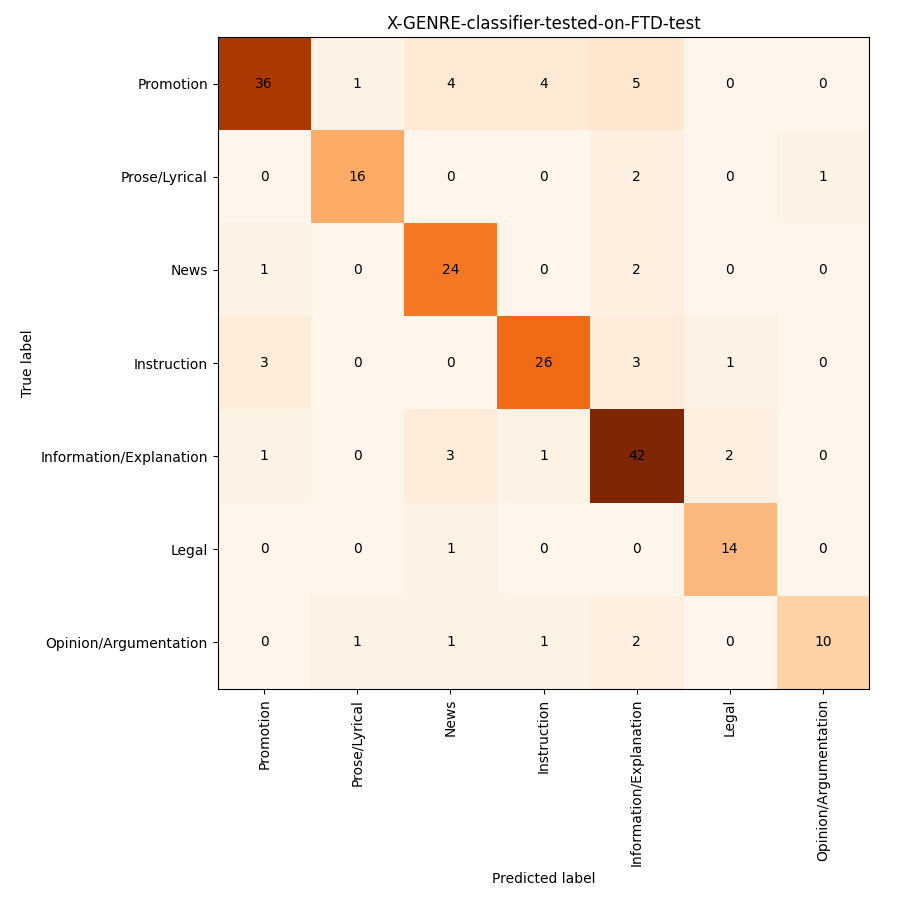 X-GENRE-classifier-tested-on-FTD-test
Promotion 36 1 4 4 5 0 0
Prose/Lyrical 0 16 0 0 2 0 1
News 1 0 24 0 2 0 0
Instruction 3 0 0 26 3 1 0
Information/Explanation 1 0 3 1 42 2 0
Legal 0 0 1 0 0 14 0
Opinion/Argumentation 0 1 1 1 2 0 10
True label
Promotion
Prose/Lyrical
News
Instruction
Information/Explanation
Legal
Opinion/Argumentation
Predicted label